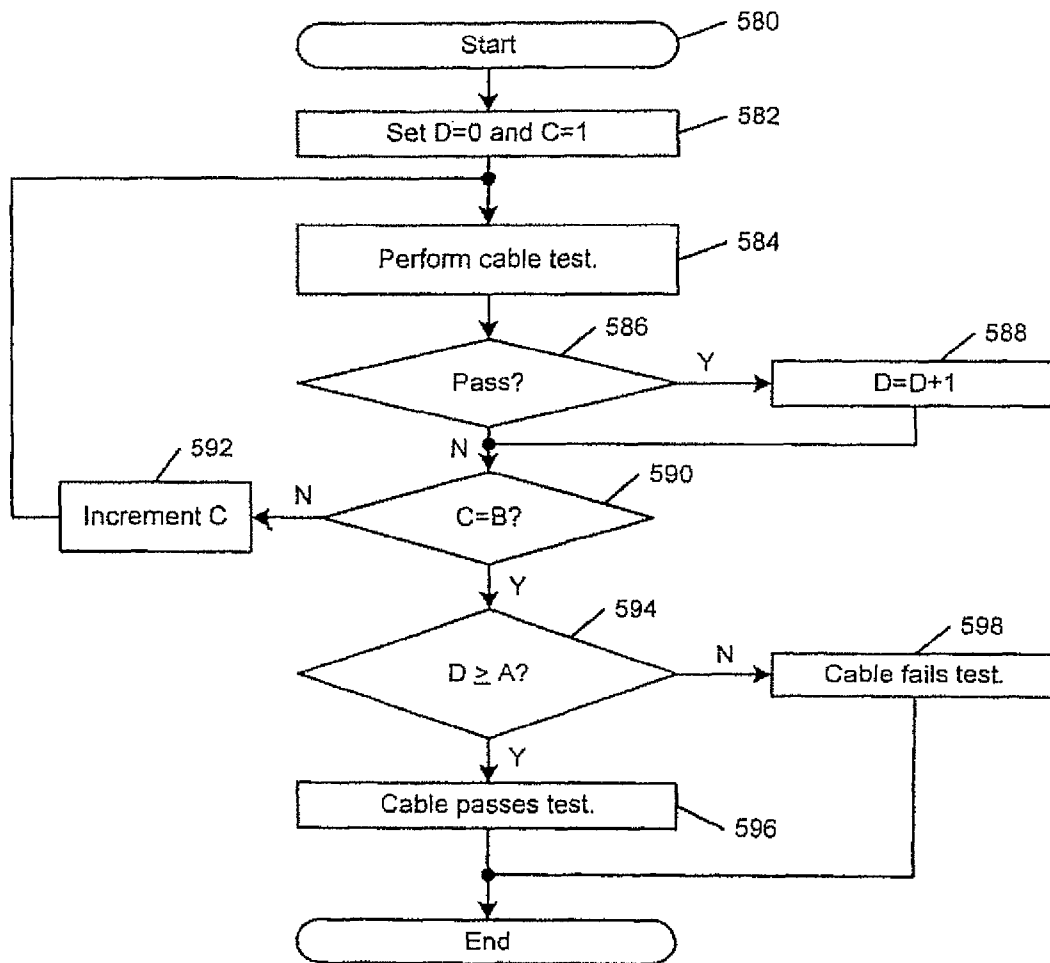 Start
580
Set D=0 and C=1
582
Perform cable test.
584
586
Pass?
Y
588
D=D+1
N
592
Increment C
N
590
C=B?
Y
594
D ≥ A?
N
598
Cable fails test.
Y
Cable passes test.
596
End